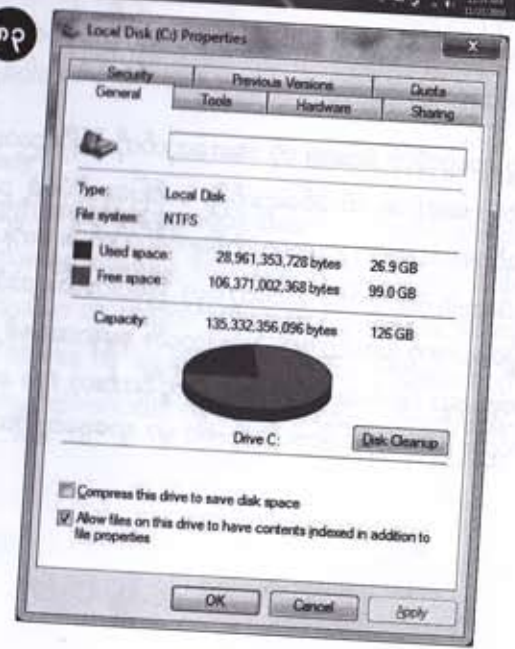 Local Disk (C:) Properties
x
Security Previous Versions Quota
General Tools Hardware Sharing
Type: Local Disk
File system: NTFS
Used space: 28,961,353,728 bytes 26.9 GB
Free space: 106,371,002,368 bytes 99.0 GB
Capacity: 135,332,356,096 bytes 126 GB
Drive C: Disk Cleanup
Compress this drive to save disk space
Allow files on this drive to have contents indexed in addition to
file properties
OK Cancel Apply